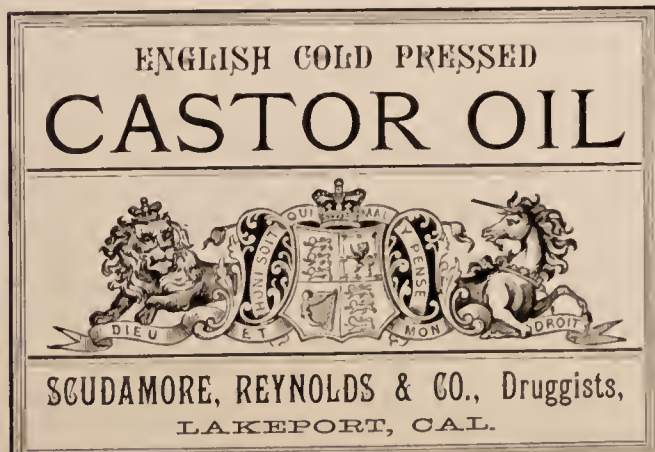 ENGLISH COLD PRESSED
CASTOR OIL
HONI SOIT QUI MAL Y PENSE
DIEU ET MON DROIT
SCUDAMORE, REYNOLDS & CO., Druggists,
LAKEPORT, CAL.